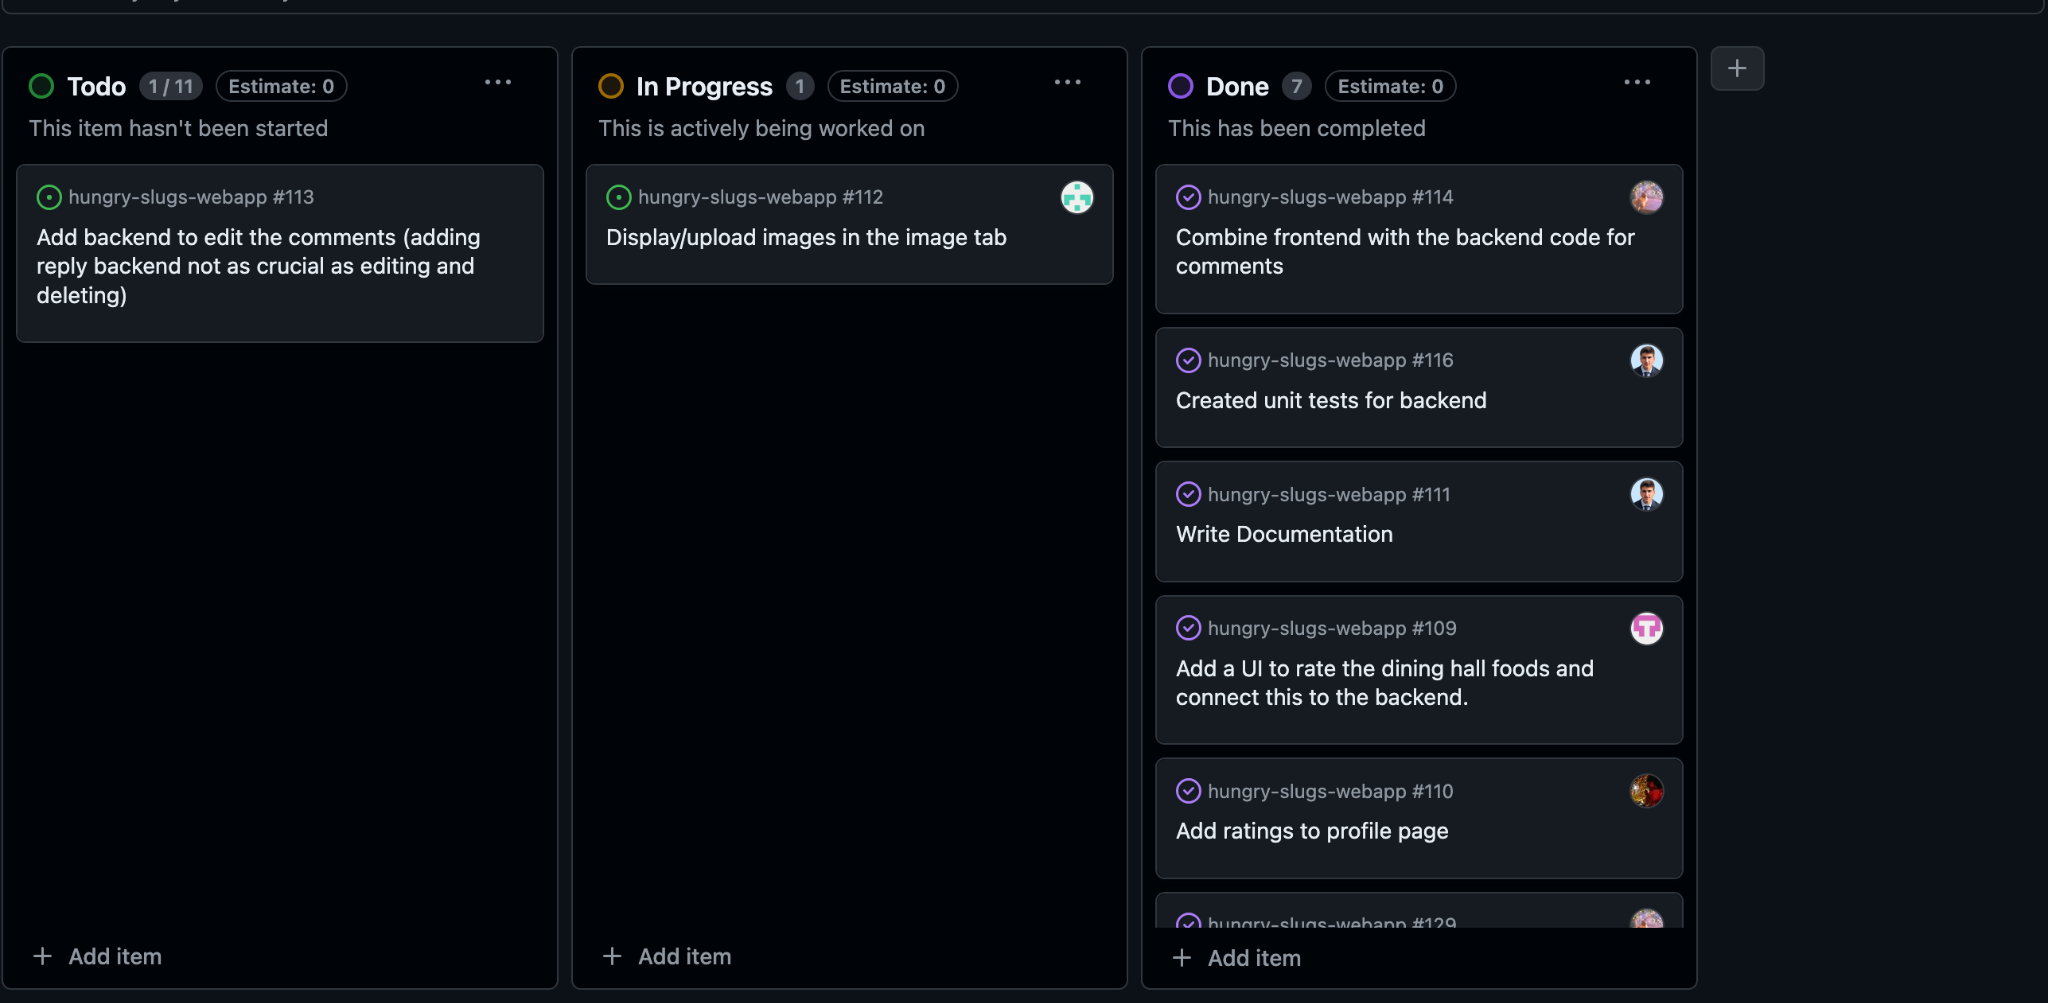 Todo 1 / 11 Estimate: 0
This item hasn't been started
hungry-slugs-webapp #113
Add backend to edit the comments (adding
reply backend not as crucial as editing and
deleting)
+ Add item
In Progress 1 Estimate: 0
This is actively being worked on
hungry-slugs-webapp #112
Display/upload images in the image tab
+ Add item
Done 7 Estimate: 0
This has been completed
hungry-slugs-webapp #114
Combine frontend with the backend code for
comments
hungry-slugs-webapp #116
Created unit tests for backend
hungry-slugs-webapp #111
Write Documentation
hungry-slugs-webapp #109
Add a UI to rate the dining hall foods and
connect this to the backend.
hungry-slugs-webapp #110
Add ratings to profile page
hungry-slugs-webapp #129
+ Add item